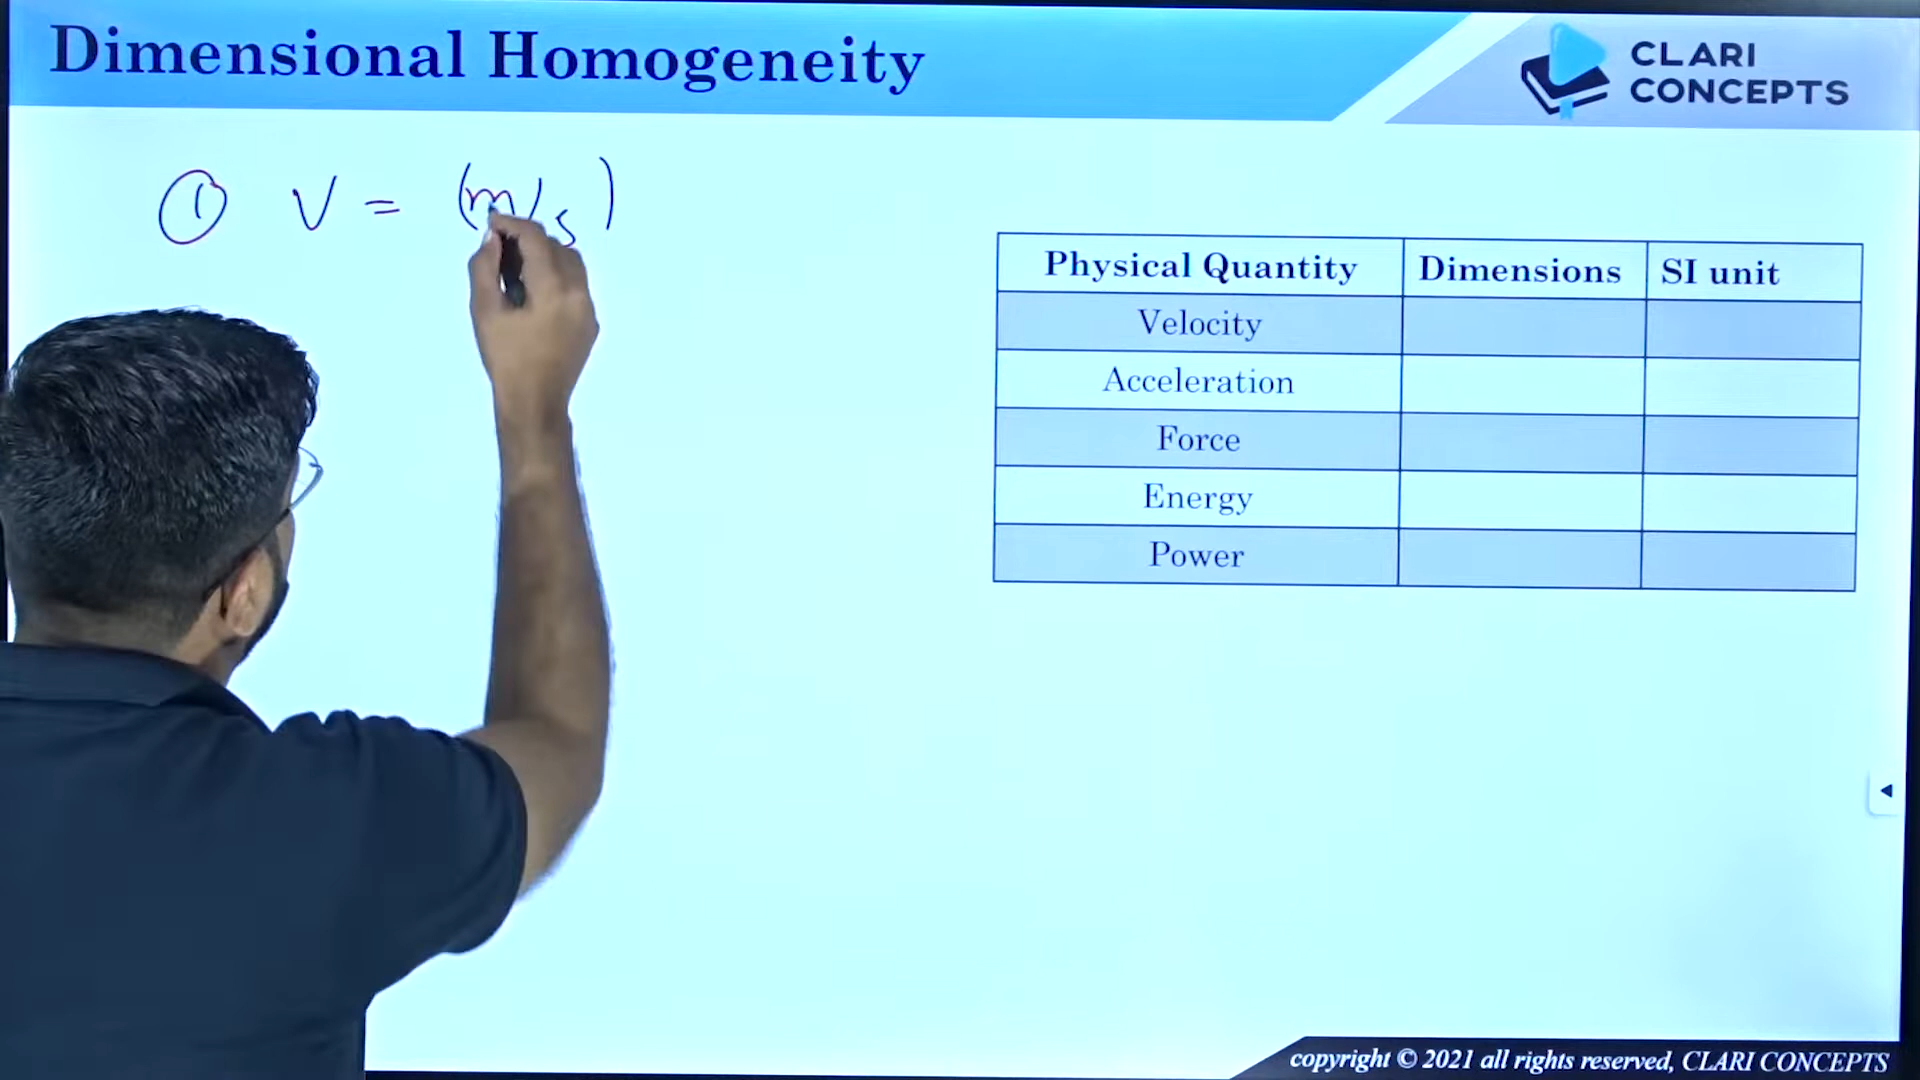 Dimensional Homogeneity
CLARI
CONCEPTS
① V = (m/s)
Physical Quantity Dimensions SI unit
Velocity
Acceleration
Force
Energy
Power
copyright © 2021 all rights reserved, CLARI CONCEPTS